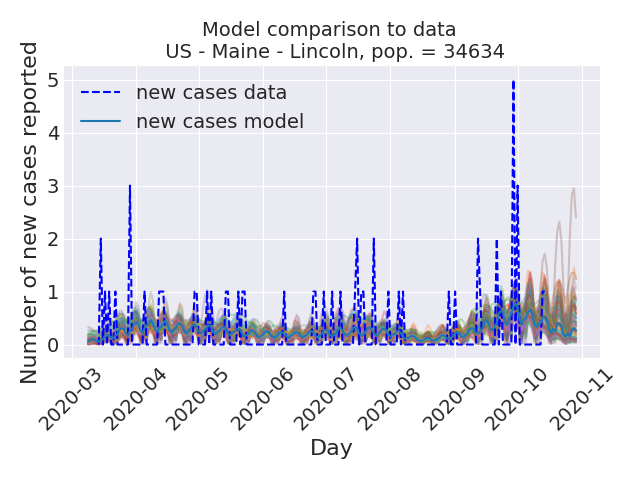 Model comparison to data
US - Maine - Lincoln, pop. = 34634
new cases data
new cases model
Number of new cases reported
5
4
3
2
1
0
2020-03
2020-04
2020-05
2020-06
2020-07
2020-08
2020-09
2020-10
2020-11
Day